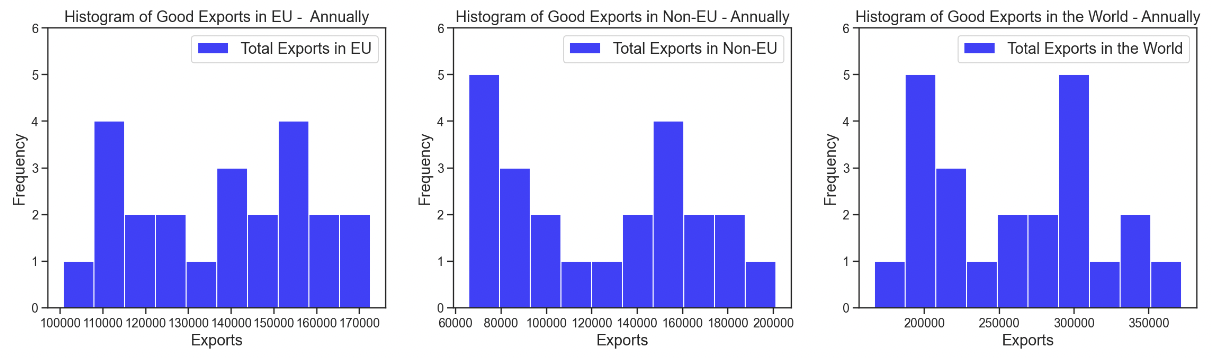 Histogram of Good Exports in EU -  Annually
Total Exports in EU
Frequency
6
5
4
3
2
1
0
100000 110000 120000 130000 140000 150000 160000 170000
Exports
Histogram of Good Exports in Non-EU - Annually
Total Exports in Non-EU
Frequency
6
5
4
3
2
1
0
60000 80000 100000 120000 140000 160000 180000 200000
Exports
Histogram of Good Exports in the World - Annually
Total Exports in the World
Frequency
6
5
4
3
2
1
0
200000 250000 300000 350000
Exports